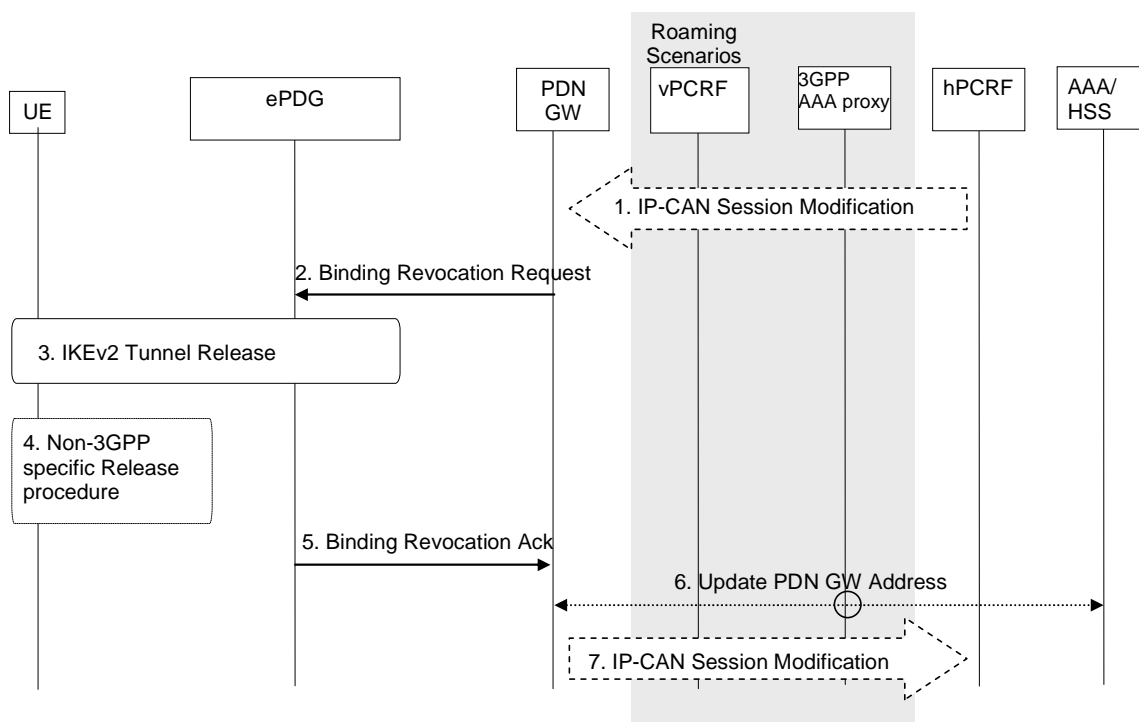 Roaming
Scenarios
UE
ePDG
PDN
GW
vPCRF
3GPP
AAA proxy
hPCRF
AAA/
HSS
1. IP-CAN Session Modification
2. Binding Revocation Request
3. IKEv2 Tunnel Release
4. Non-3GPP
specific Release
procedure
5. Binding Revocation Ack
6. Update PDN GW Address
7. IP-CAN Session Modification